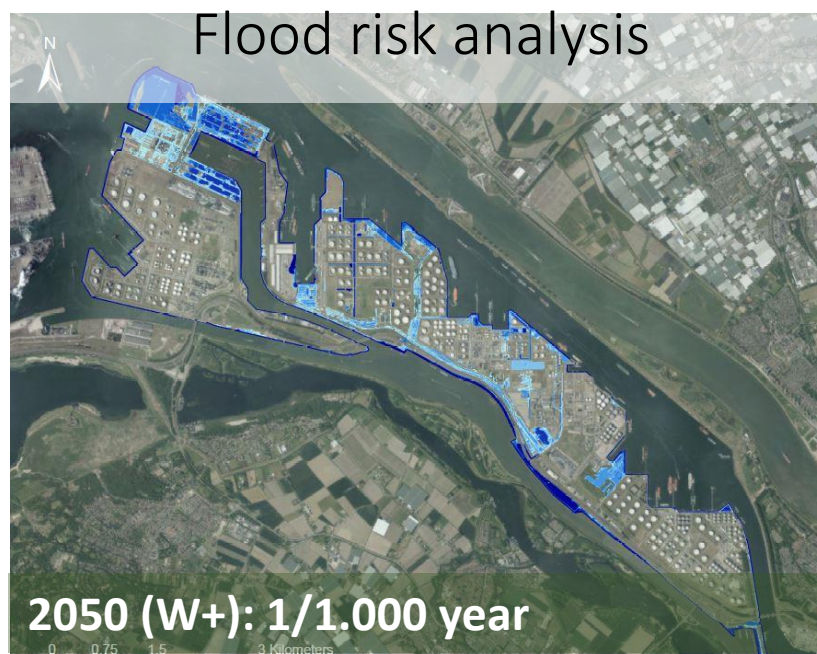 Flood risk analysis
N
2050 (W+): 1/1.000 year
0 0.75 1.5 3 Kilometers